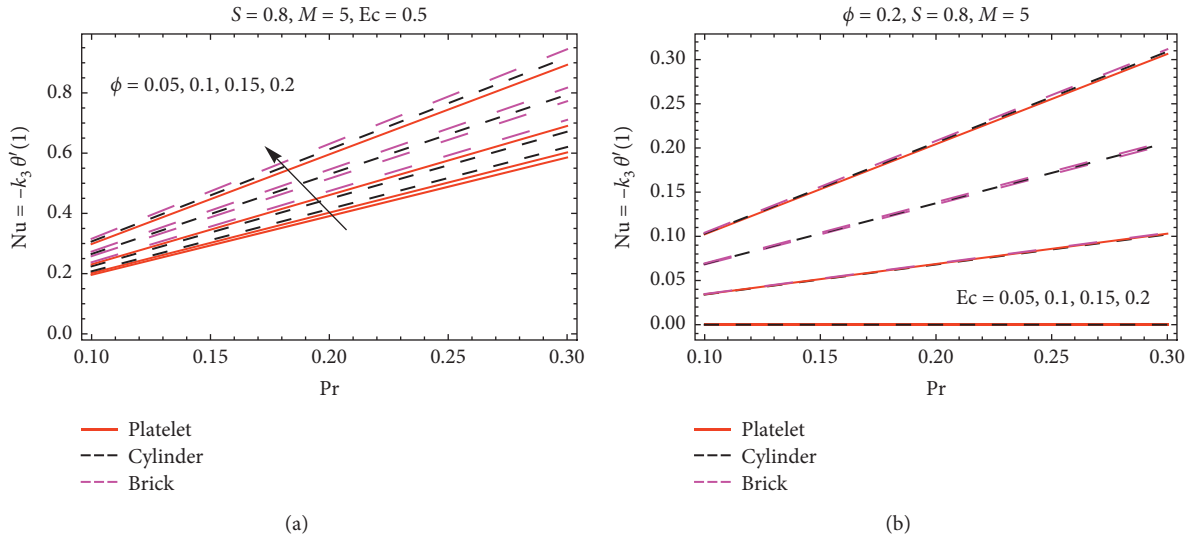 S = 0.8, M = 5, Ec = 0.5
ϕ = 0.05, 0.1, 0.15, 0.2
Nu = −k₃ θ′(1)
0.8
0.6
0.4
0.2
0.0
0.10 0.15 0.20 0.25 0.30
Pr
Platelet
Cylinder
Brick
(a)
ϕ = 0.2, S = 0.8, M = 5
Nu = −k₃ θ′(1)
0.30
0.25
0.20
0.15
0.10
0.05
0.00
Ec = 0.05, 0.1, 0.15, 0.2
0.10 0.15 0.20 0.25 0.30
Pr
Platelet
Cylinder
Brick
(b)